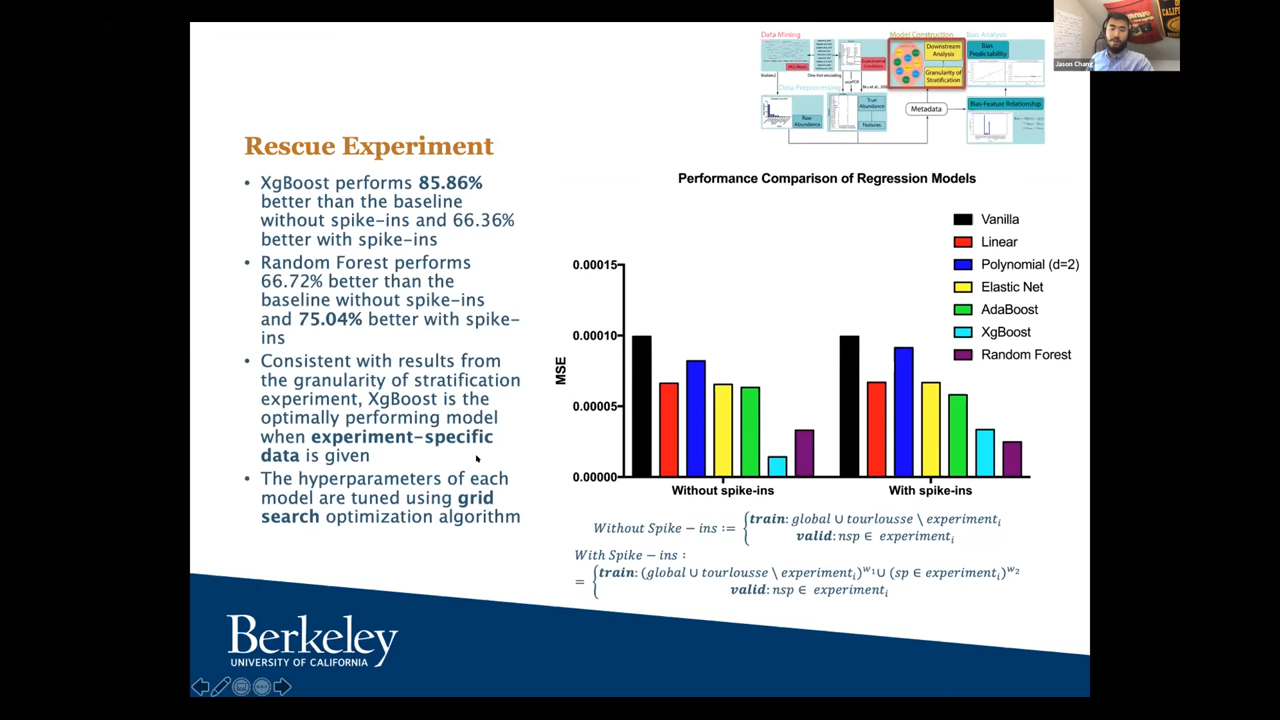 Data Mining
Model Construction
Bias Analysis
Downstream
Analysis
Granularity of
Stratification
Bias
Predictability
Data Preprocessing
Raw
Abundance
True
Abundance
Features
Metadata
Bias-Feature Relationship
Jason Chang
Rescue Experiment
• XgBoost performs 85.86%
better than the baseline
without spike-ins and 66.36%
better with spike-ins
• Random Forest performs
66.72% better than the
baseline without spike-ins
and 75.04% better with spike-
ins
• Consistent with results from
the granularity of stratification
experiment, XgBoost is the
optimally performing model
when experiment-specific
data is given
• The hyperparameters of each
model are tuned using grid
search optimization algorithm
Performance Comparison of Regression Models
Vanilla
Linear
Polynomial (d=2)
Elastic Net
AdaBoost
XgBoost
Random Forest
MSE
0.00015
0.00010
0.00005
0.00000
Without spike-ins
With spike-ins
Without Spike − ins := { train: global ∪ tourlousse \ experiment_i
valid: nsp ∈ experiment_i
With Spike − ins :
= { train: (global ∪ tourlousse \ experiment_i)^w1 ∪ (sp ∈ experiment_i)^w2
valid: nsp ∈ experiment_i
Berkeley
UNIVERSITY OF CALIFORNIA